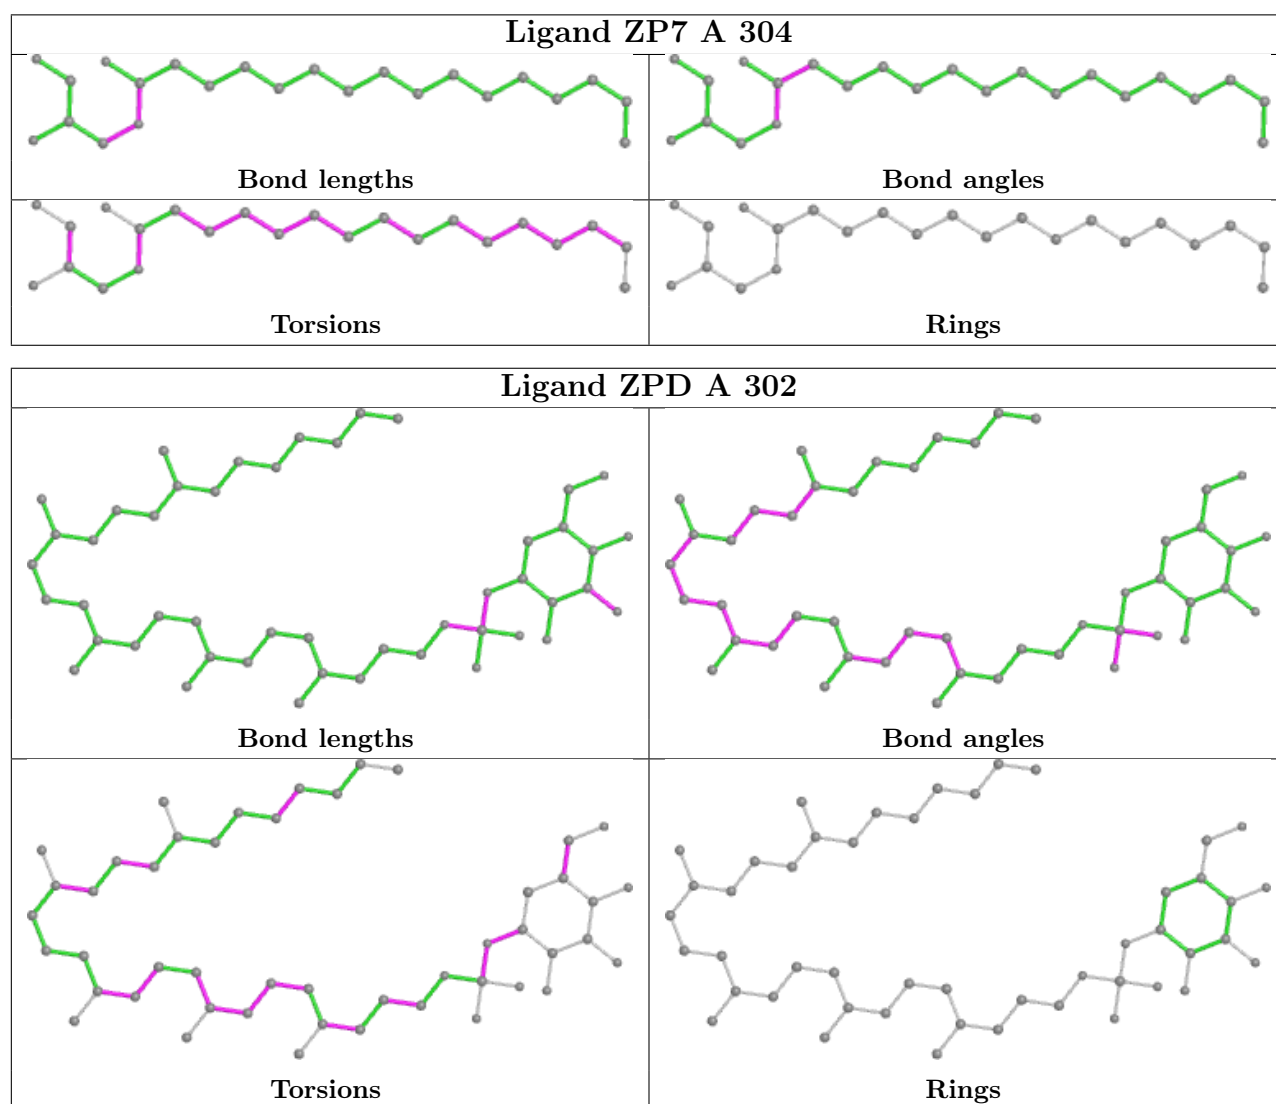 Ligand ZP7 A 304
Bond lengths
Bond angles
Torsions
Rings
Ligand ZPD A 302
Bond lengths
Bond angles
Torsions
Rings